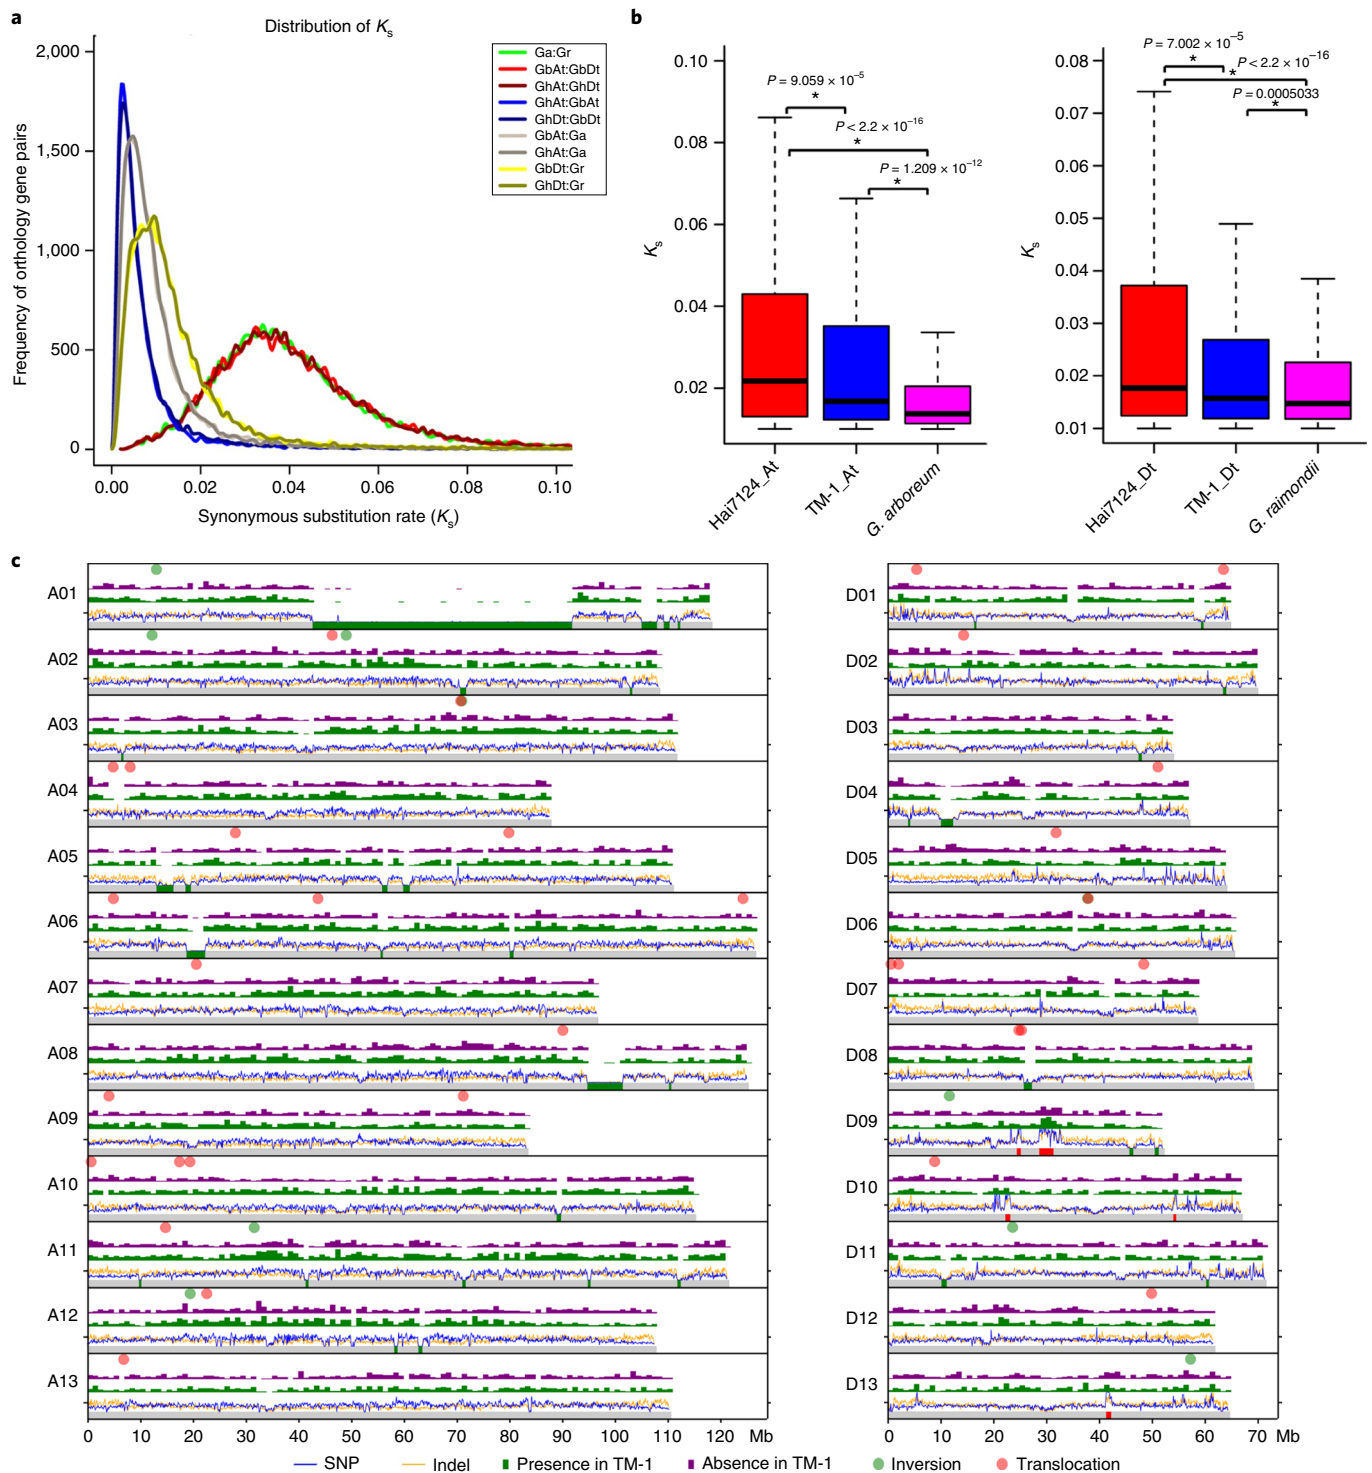 a
Distribution of Ks
2,000
1,500
1,000
500
0
Frequency of orthology gene pairs
0.00 0.02 0.04 0.06 0.08 0.10
Synonymous substitution rate (Ks)
Ga:Gr
GbAt:GbDt
GhAt:GhDt
GhAt:GbAt
GhDt:GbDt
GbAt:Ga
GhAt:Ga
GbDt:Gr
GhDt:Gr
b
0.10
0.08
0.06
0.04
0.02
Ks
P = 9.059 × 10−5
*
P < 2.2 × 10−16
*
P = 1.209 × 10−12
*
Hai7124_At
TM-1_At
G. arboreum
0.08
0.07
0.06
0.05
0.04
0.03
0.02
0.01
Ks
P = 7.002 × 10−5
*
P < 2.2 × 10−16
*
P = 0.0005033
*
Hai7124_Dt
TM-1_Dt
G. raimondii
c
A01
A02
A03
A04
A05
A06
A07
A08
A09
A10
A11
A12
A13
0 10 20 30 40 50 60 70 80 90 100 110 120 Mb
D01
D02
D03
D04
D05
D06
D07
D08
D09
D10
D11
D12
D13
0 10 20 30 40 50 60 70 Mb
SNP Indel Presence in TM-1 Absence in TM-1 Inversion Translocation